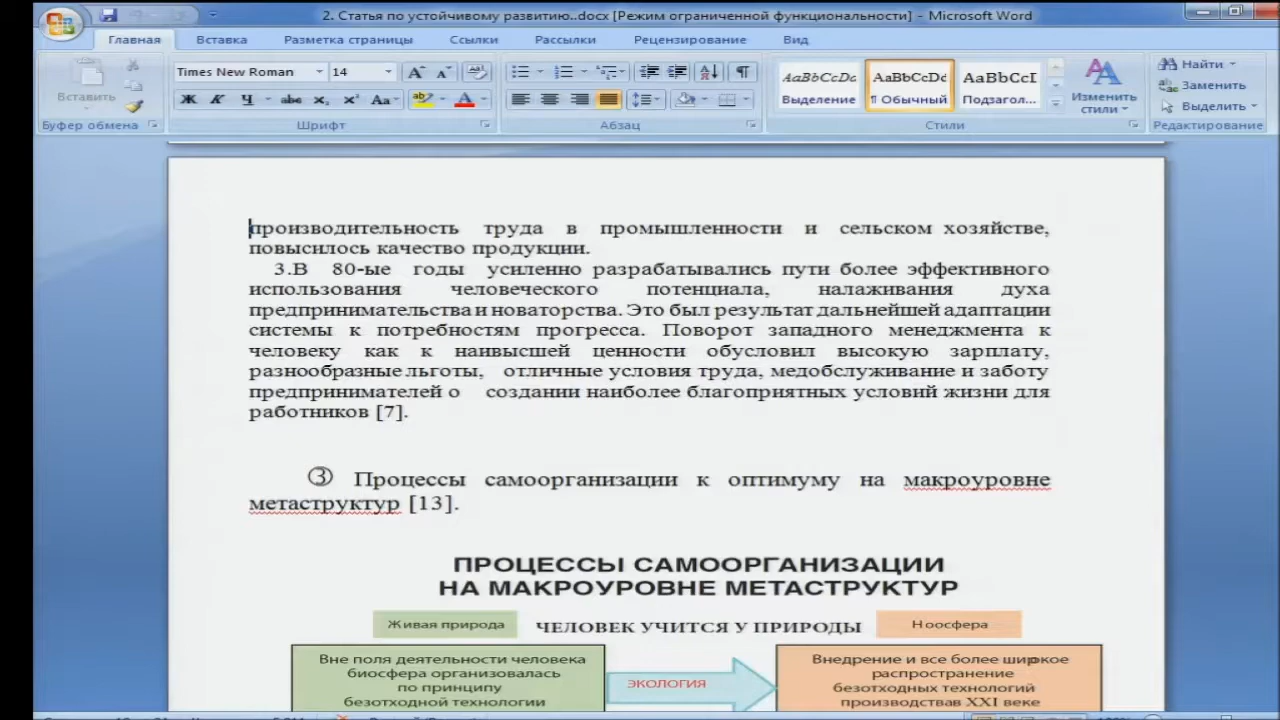 2. Статья по устойчивому развитию..docx [Режим ограниченной функциональности] - Microsoft Word
Главная Вставка Разметка страницы Ссылки Рассылки Рецензирование Вид
Times New Roman 14 AaBbCcDc AaBbCcDc AaBbCcI Найти
Вставить Ж К Ч abc x₂ x² Aa ab А Выделение ¶ Обычный Подзагол... Изменить стили Заменить
Выделить
Буфер обмена Шрифт Абзац Стили Редактирование
производительность труда в промышленности и сельском хозяйстве,
повысилось качество продукции.
3.В 80-ые годы усиленно разрабатывались пути более эффективного
использования человеческого потенциала, налаживания духа
предпринимательства и новаторства. Это был результат дальнейшей адаптации
системы к потребностям прогресса. Поворот западного менеджмента к
человеку как к наивысшей ценности обусловил высокую зарплату,
разнообразные льготы, отличные условия труда, медобслуживание и заботу
предпринимателей о создании наиболее благоприятных условий жизни для
работников [7].
③ Процессы самоорганизации к оптимуму на макроуровне
метаструктур [13].
ПРОЦЕССЫ САМООРГАНИЗАЦИИ
НА МАКРОУРОВНЕ МЕТАСТРУКТУР
Живая природа ЧЕЛОВЕК УЧИТСЯ У ПРИРОДЫ Ноосфера
Вне поля деятельности человека
биосфера организовалась
по принципу
безотходной технологии
ЭКОЛОГИЯ
Внедрение и все более широкое
распространение
безотходных технологий
производствав XXI веке